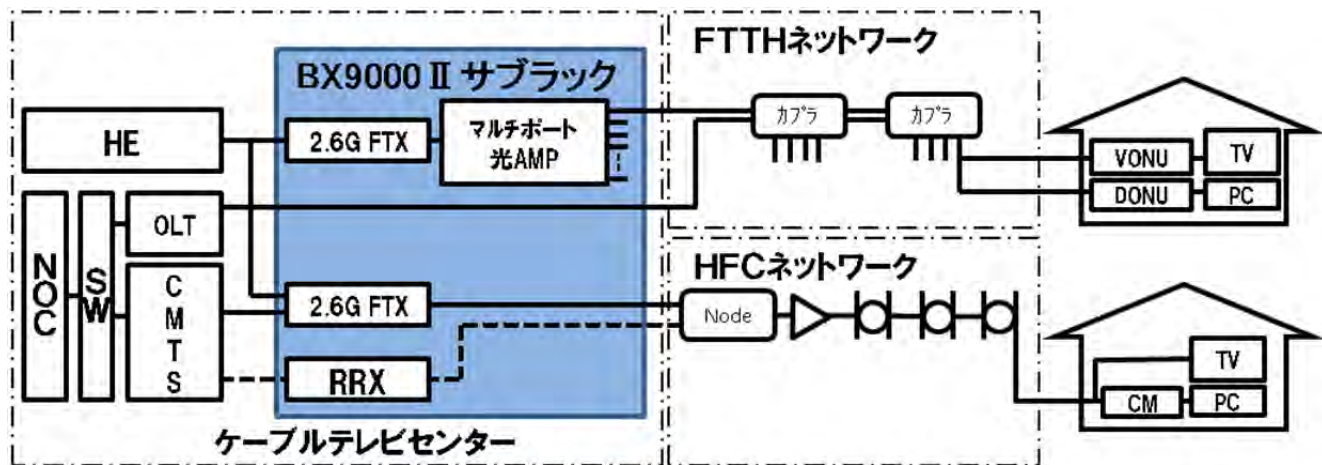 BX9000Ⅱ サブラック
HE
2.6G FTX
マルチポート
光AMP
NOC
SW
OLT
CMTS
2.6G FTX
RRX
ケーブルテレビセンター
FTTHネットワーク
カプラ
カプラ
VONU
TV
DONU
PC
HFCネットワーク
Node
TV
CM
PC